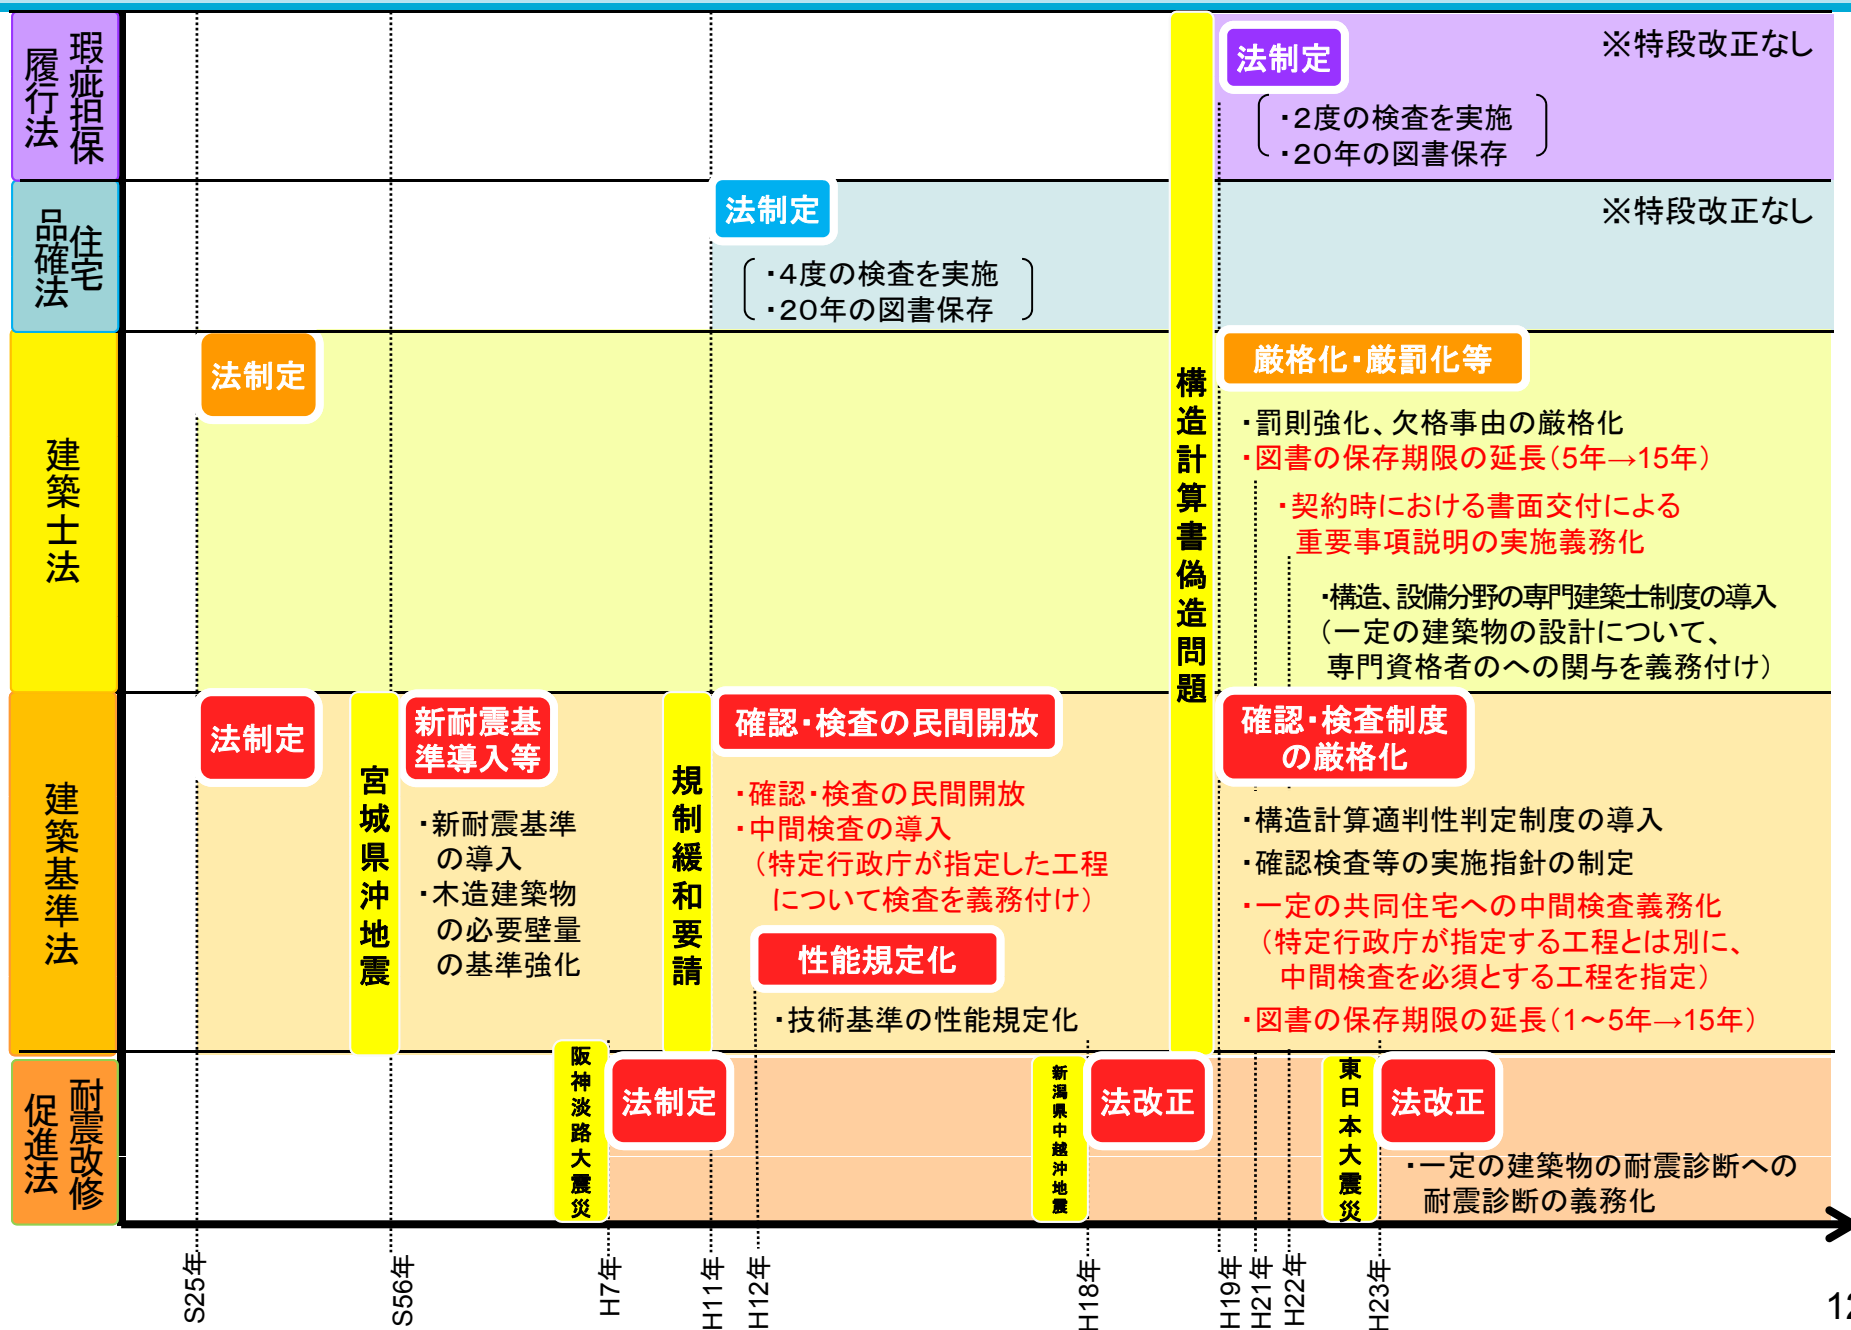 瑕疵担保
履行法
法制定
※特段改正なし
・2度の検査を実施
・20年の図書保存
住宅
品確法
法制定
※特段改正なし
・4度の検査を実施
・20年の図書保存
建築士法
法制定
構造計算書偽造問題
厳格化・厳罰化等
・罰則強化、欠格事由の厳格化
・図書の保存期限の延長(5年→15年)
・契約時における書面交付による
重要事項説明の実施義務化
・構造、設備分野の専門建築士制度の導入
(一定の建築物の設計について、
専門資格者のへの関与を義務付け)
建築基準法
法制定
宮城県沖地震
新耐震基
準導入等
・新耐震基準
の導入
・木造建築物
の必要壁量
の基準強化
規制緩和要請
確認・検査の民間開放
・確認・検査の民間開放
・中間検査の導入
(特定行政庁が指定した工程
について検査を義務付け)
性能規定化
・技術基準の性能規定化
確認・検査制度
の厳格化
・構造計算適判性判定制度の導入
・確認検査等の実施指針の制定
・一定の共同住宅への中間検査義務化
(特定行政庁が指定する工程とは別に、
中間検査を必須とする工程を指定)
・図書の保存期限の延長(1~5年→15年)
耐震改修
促進法
阪神淡路大震災
法制定
新潟県中越沖地震
法改正
東日本大震災
法改正
・一定の建築物の耐震診断への
耐震診断の義務化
S25年
S56年
H7年
H11年
H12年
H18年
H19年
H21年
H22年
H23年
12